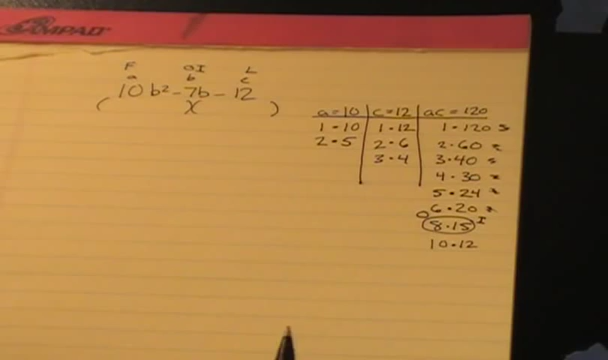 AMPAD
F OI L
a b c
10b² - 7b - 12
( )( )
a = 10 c = 12 ac = 120
1 · 10 1 · 12 1 · 120 s
2 · 5 2 · 6 2 · 60
3 · 4 3 · 40 s
4 · 30
5 · 24
6 · 20
O 8 · 15 I
10 · 12